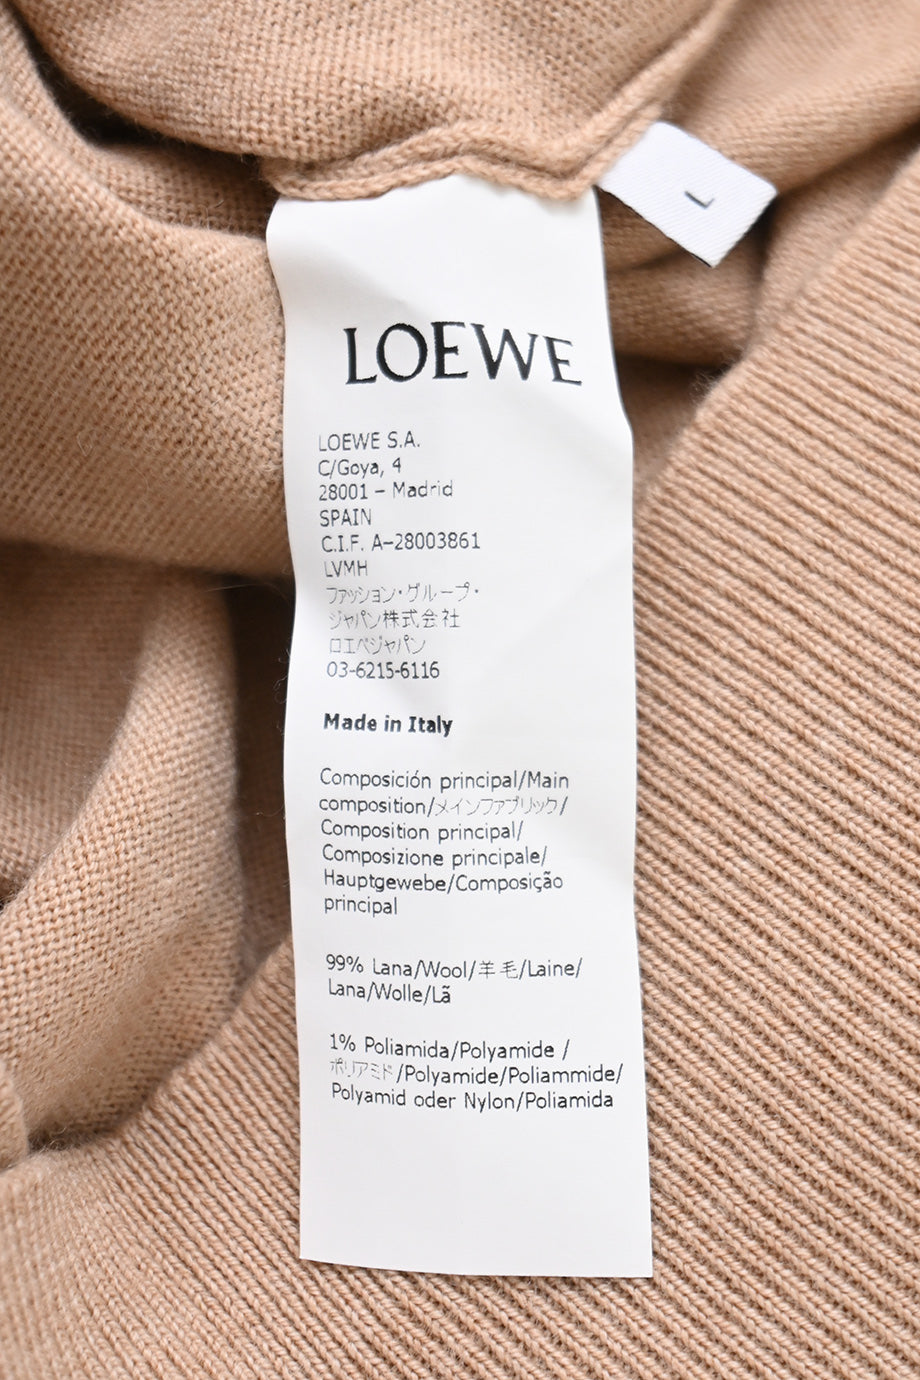 L
LOEWE
LOEWE S.A.
C/Goya, 4
28001 – Madrid
SPAIN
C.I.F. A–28003861
LVMH
ファッション・グループ・
ジャパン株式会社
ロエベジャパン
03-6215-6116
Made in Italy
Composición principal/Main
composition/メインファブリック/
Composition principal/
Composizione principale/
Hauptgewebe/Composição
principal
99% Lana/Wool/羊毛/Laine/
Lana/Wolle/Lã
1% Poliamida/Polyamide /
ポリアミド/Polyamide/Poliammide/
Polyamid oder Nylon/Poliamida